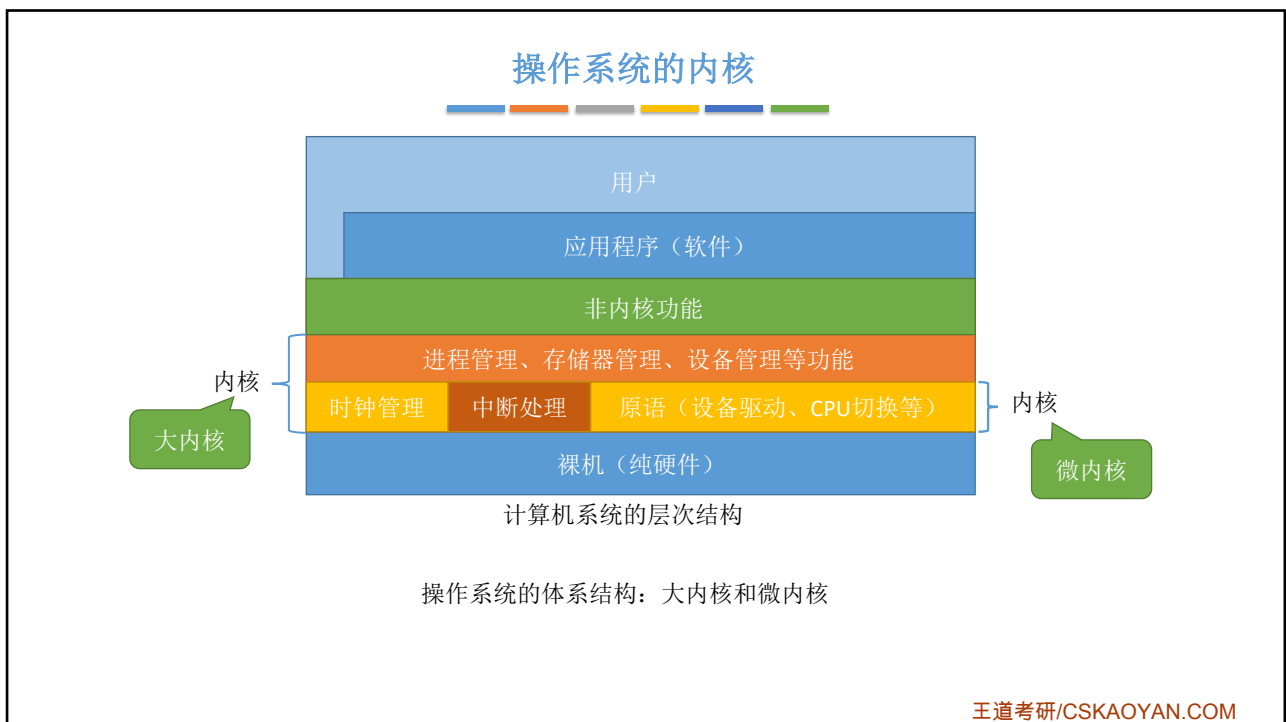 操作系统的内核
用户
应用程序（软件）
非内核功能
进程管理、存储器管理、设备管理等功能
内核
时钟管理
中断处理
原语（设备驱动、CPU切换等）
内核
大内核
裸机（纯硬件）
微内核
计算机系统的层次结构
操作系统的体系结构：大内核和微内核
王道考研/CSKAOYAN.COM